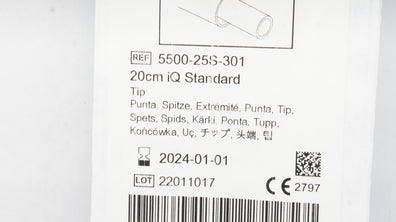 REF 5500-25S-301
20cm iQ Standard
Tip
Punta, Spitze, Extrémité, Punta, Tip,
Spets, Spids, Kärki, Ponta, Tupp,
Końcówka, Uç, チップ, 头端, 팁
2024-01-01
LOT 22011017
CE 2797